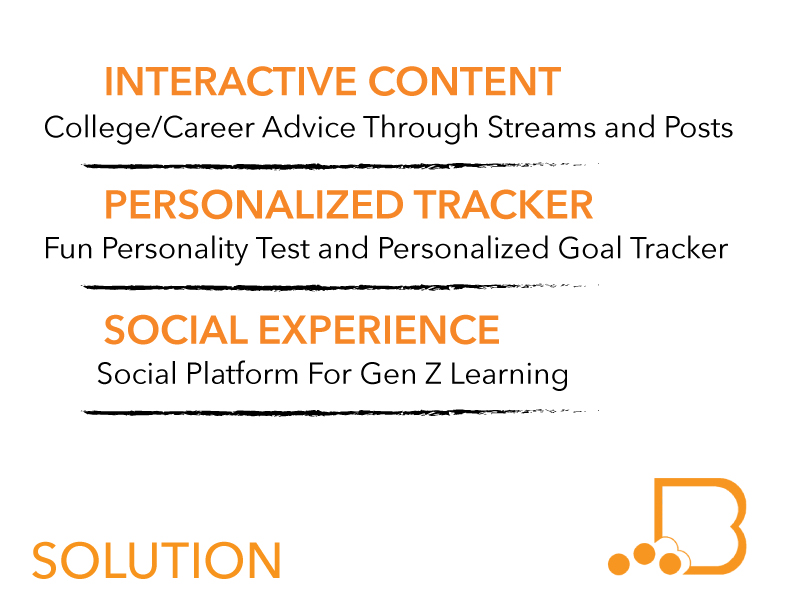 INTERACTIVE CONTENT
College/Career Advice Through Streams and Posts
PERSONALIZED TRACKER
Fun Personality Test and Personalized Goal Tracker
SOCIAL EXPERIENCE
Social Platform For Gen Z Learning
SOLUTION
B